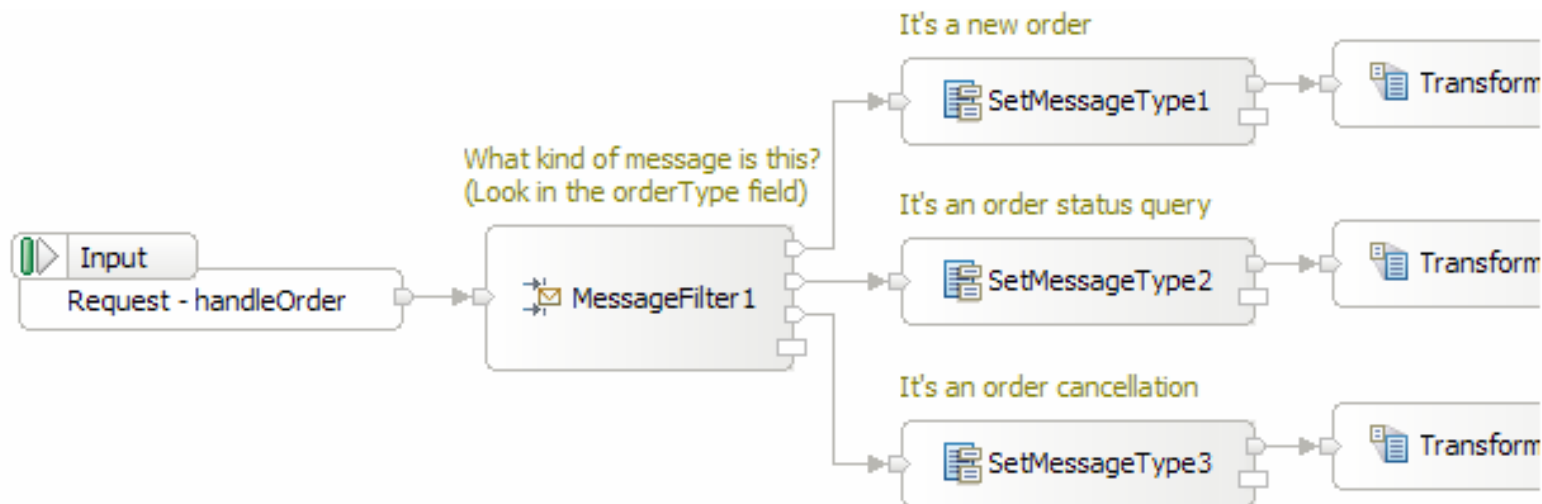 It's a new order
SetMessageType1
Transform
What kind of message is this?
(Look in the orderType field)
It's an order status query
Input
Request - handleOrder
MessageFilter1
SetMessageType2
Transform
It's an order cancellation
SetMessageType3
Transform